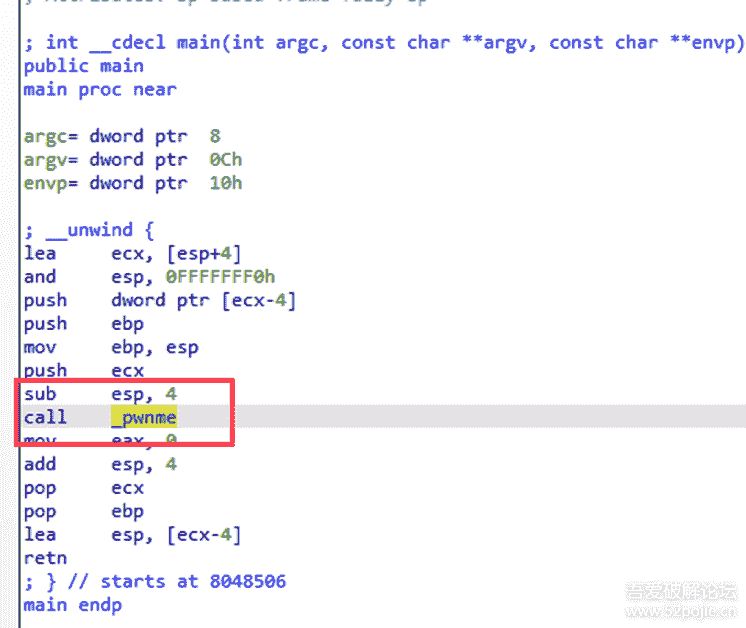 ; int __cdecl main(int argc, const char **argv, const char **envp)
public main
main proc near
argc= dword ptr 8
argv= dword ptr 0Ch
envp= dword ptr 10h
; __unwind {
lea ecx, [esp+4]
and esp, 0FFFFFFF0h
push dword ptr [ecx-4]
push ebp
mov ebp, esp
push ecx
sub esp, 4
call _pwnme
mov eax, 0
add esp, 4
pop ecx
pop ebp
lea esp, [ecx-4]
retn
; } // starts at 8048506
main endp
吾爱破解论坛
www.52pojie.cn